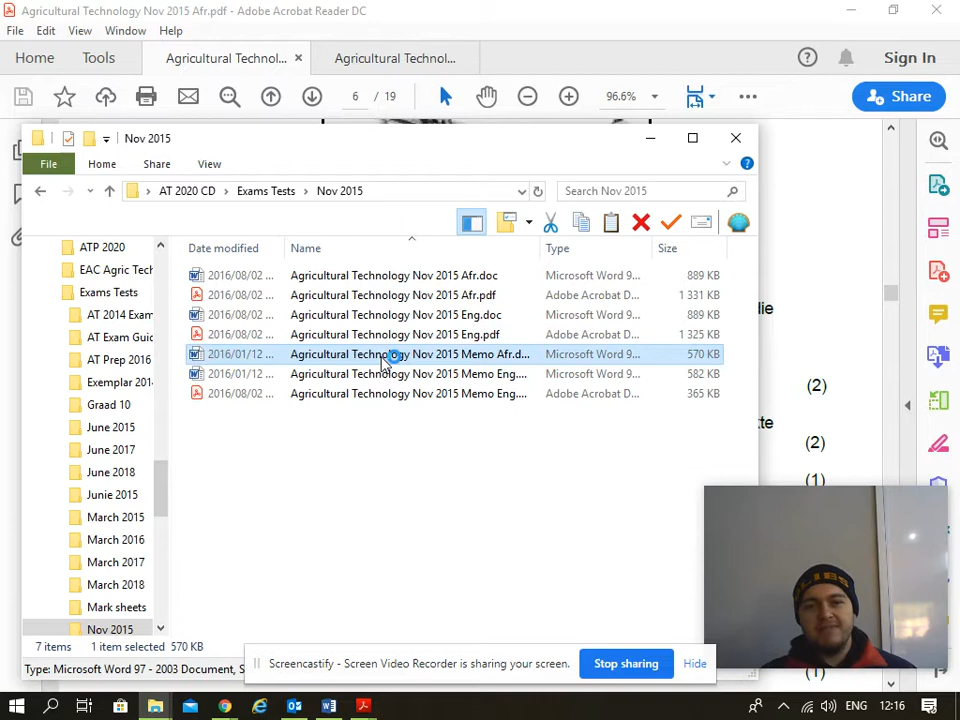 Agricultural Technology Nov 2015 Afr.pdf - Adobe Acrobat Reader DC
File Edit View Window Help
Home Tools Agricultural Technol... × Agricultural Technol... Sign In
6 / 19 96.6% Share
Nov 2015
File Home Share View
AT 2020 CD › Exams Tests › Nov 2015 Search Nov 2015
Date modified Name Type Size
ATP 2020
EAC Agric Tech
Exams Tests
AT 2014 Exam
AT Exam Guid
AT Prep 2016
Exemplar 2014
Graad 10
June 2015
June 2017
June 2018
Junie 2015
March 2015
March 2016
March 2017
March 2018
Mark sheets
Nov 2015
2016/08/02 ... Agricultural Technology Nov 2015 Afr.doc Microsoft Word 9... 889 KB
2016/08/02 ... Agricultural Technology Nov 2015 Afr.pdf Adobe Acrobat D... 1 331 KB
2016/08/02 ... Agricultural Technology Nov 2015 Eng.doc Microsoft Word 9... 889 KB
2016/08/02 ... Agricultural Technology Nov 2015 Eng.pdf Adobe Acrobat D... 1 325 KB
2016/01/12 ... Agricultural Technology Nov 2015 Memo Afr.d... Microsoft Word 9... 570 KB
2016/01/12 ... Agricultural Technology Nov 2015 Memo Eng.... Microsoft Word 9... 582 KB
2016/08/02 ... Agricultural Technology Nov 2015 Memo Eng.... Adobe Acrobat D... 365 KB
die
(2)
tte
(2)
(1)
(1)
7 items 1 item selected 570 KB
Type: Microsoft Word 97 - 2003 Document, S
Screencastify - Screen Video Recorder is sharing your screen. Stop sharing Hide
ENG 12:16